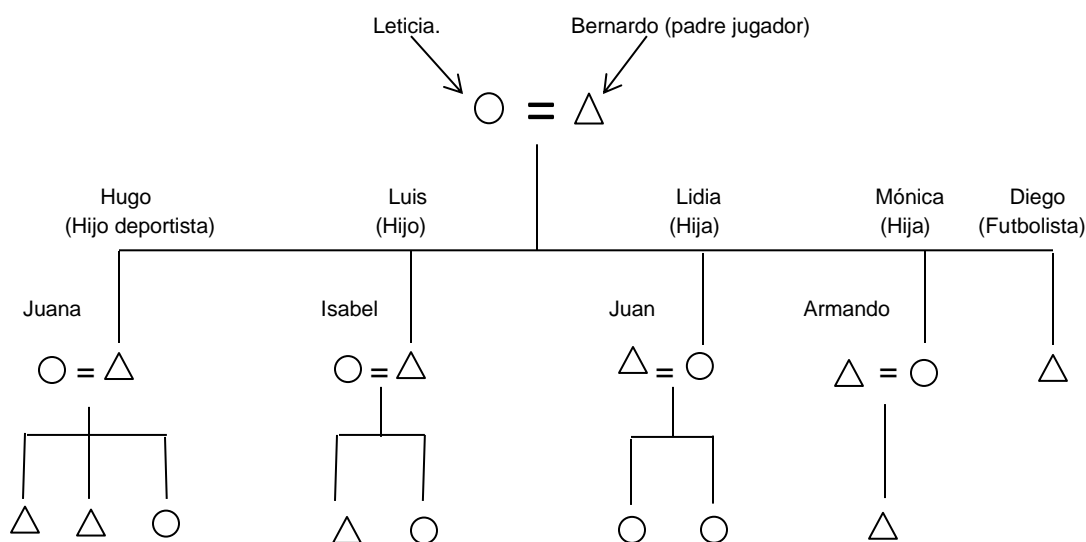 Leticia.
Bernardo (padre jugador)
Hugo
(Hijo deportista)
Luis
(Hijo)
Lidia
(Hija)
Mónica
(Hija)
Diego
(Futbolista)
Juana
Isabel
Juan
Armando